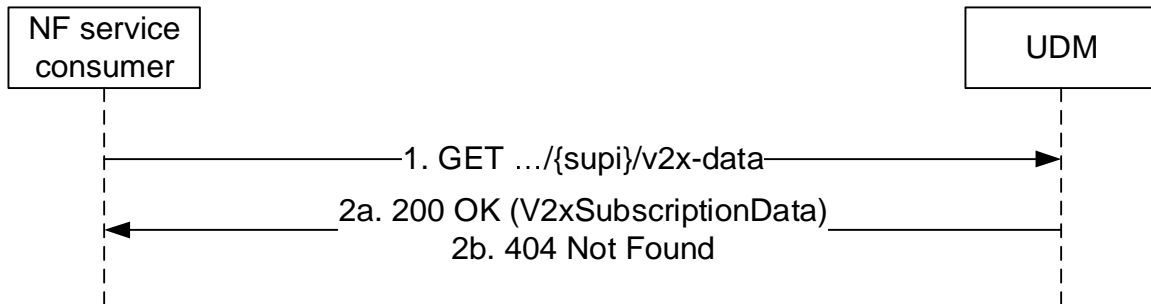 NF service
consumer
UDM
1. GET …/{supi}/v2x-data
2a. 200 OK (V2xSubscriptionData)
2b. 404 Not Found